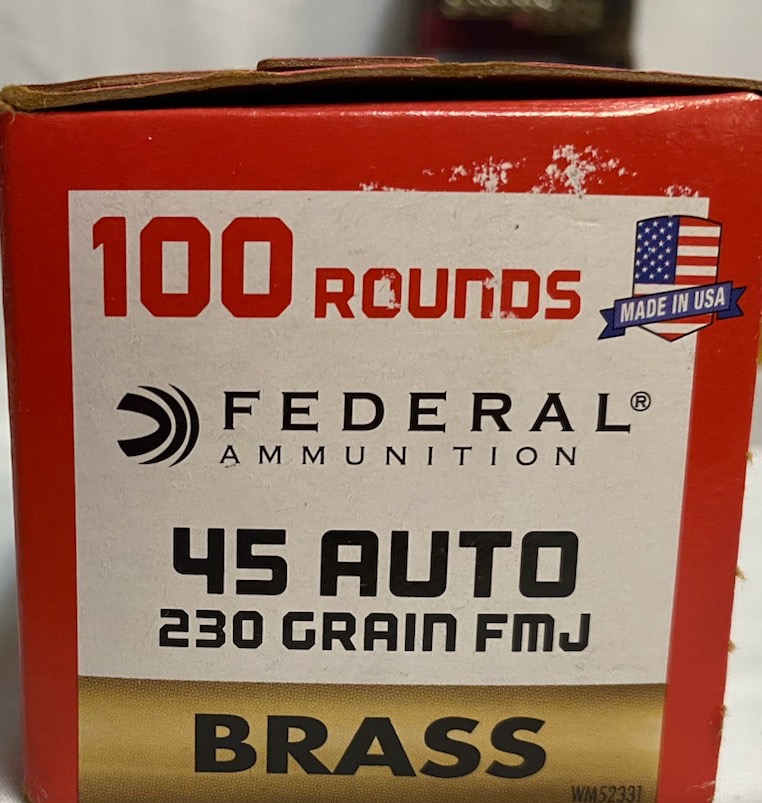 100 ROUNDS
MADE IN USA
FEDERAL®
AMMUNITION
45 AUTO
230 GRAIN FMJ
BRASS
WM52331